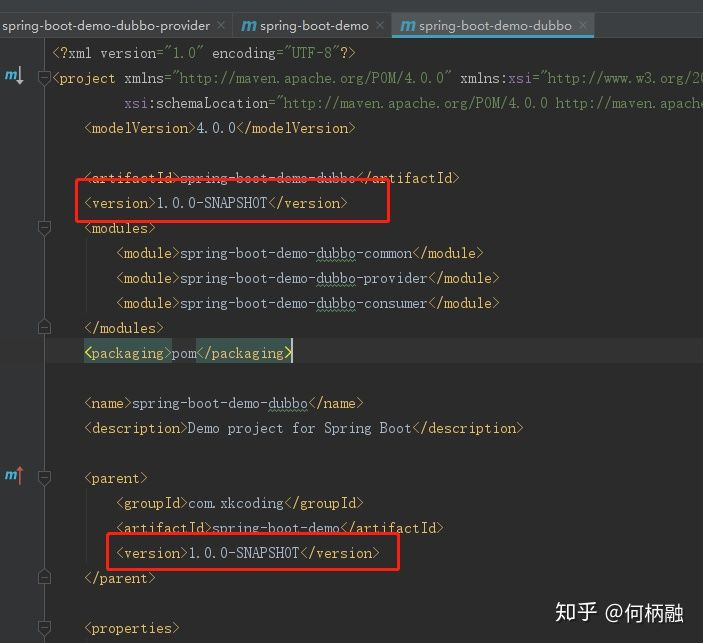 spring-boot-demo-dubbo-provider × m spring-boot-demo × m spring-boot-demo-dubbo ×
<?xml version="1.0" encoding="UTF-8"?>
<project xmlns="http://maven.apache.org/POM/4.0.0" xmlns:xsi="http://www.w3.org/20
xsi:schemaLocation="http://maven.apache.org/POM/4.0.0 http://maven.apache
<modelVersion>4.0.0</modelVersion>
<artifactId>spring-boot-demo-dubbo</artifactId>
<version>1.0.0-SNAPSHOT</version>
<modules>
<module>spring-boot-demo-dubbo-common</module>
<module>spring-boot-demo-dubbo-provider</module>
<module>spring-boot-demo-dubbo-consumer</module>
</modules>
<packaging>pom</packaging>
<name>spring-boot-demo-dubbo</name>
<description>Demo project for Spring Boot</description>
<parent>
<groupId>com.xkcoding</groupId>
<artifactId>spring-boot-demo</artifactId>
<version>1.0.0-SNAPSHOT</version>
</parent>
<properties>
知乎 @何柄融